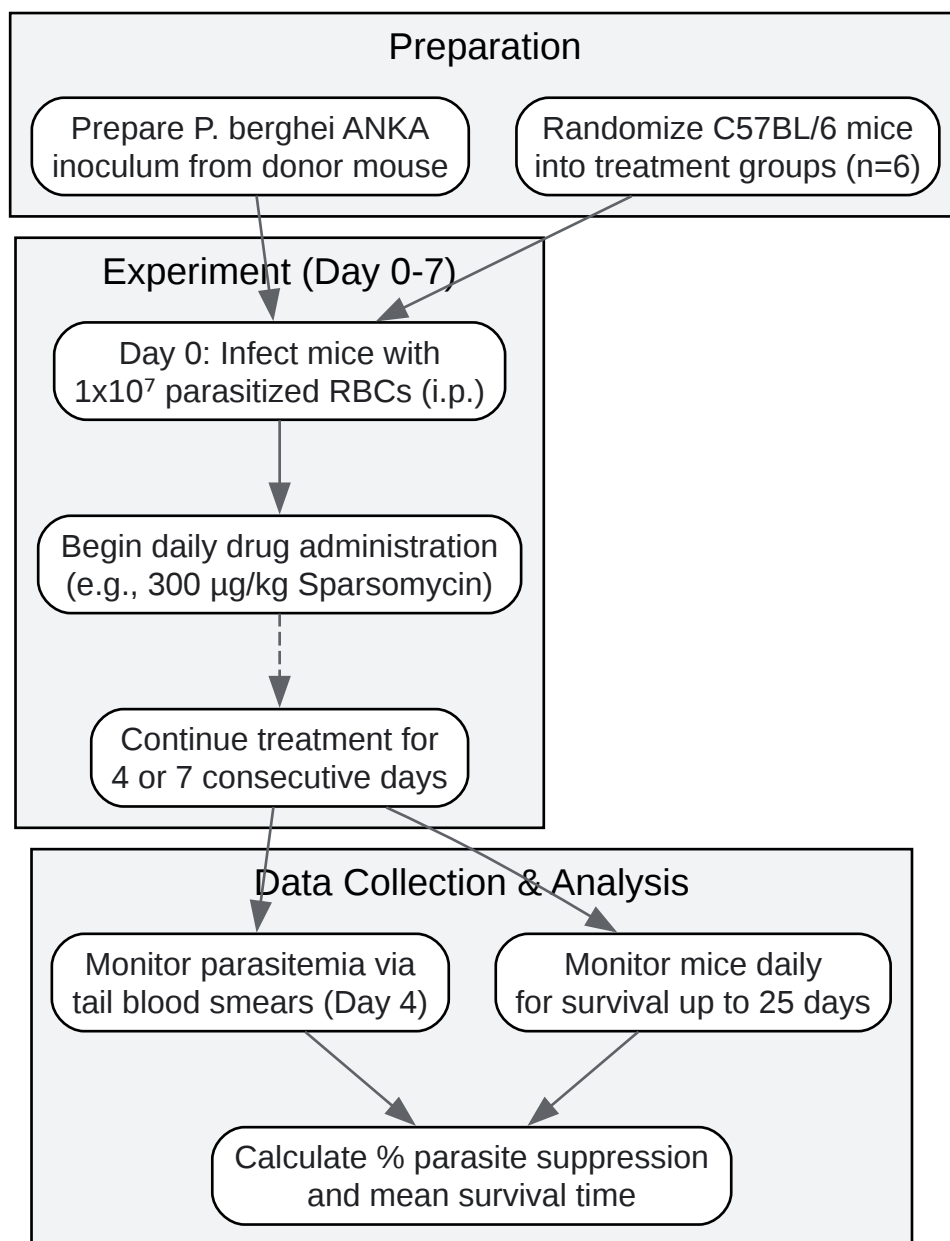 Preparation
Prepare P. berghei ANKA
inoculum from donor mouse
Randomize C57BL/6 mice
into treatment groups (n=6)
Experiment (Day 0-7)
Day 0: Infect mice with
1x10⁷ parasitized RBCs (i.p.)
Begin daily drug administration
(e.g., 300 µg/kg Sparsomycin)
Continue treatment for
4 or 7 consecutive days
Data Collection & Analysis
Monitor parasitemia via
tail blood smears (Day 4)
Monitor mice daily
for survival up to 25 days
Calculate % parasite suppression
and mean survival time